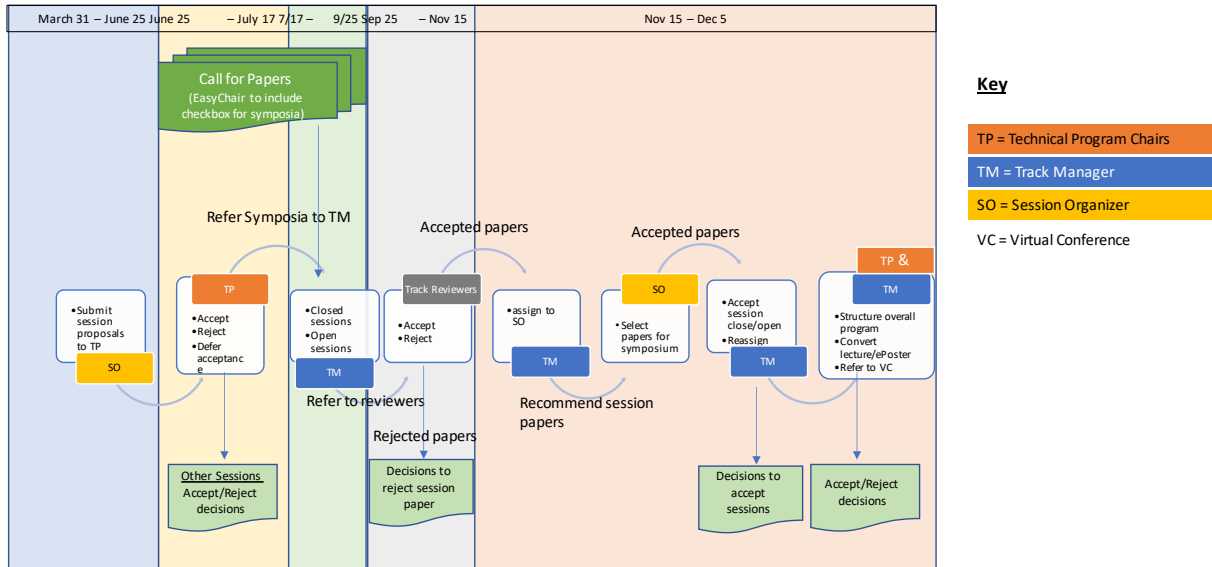 March 31 – June 25 June 25 – July 17 7/17 – 9/25 Sep 25 – Nov 15 Nov 15 – Dec 5
Call for Papers
(EasyChair to include
checkbox for symposia)
Key
TP = Technical Program Chairs
TM = Track Manager
SO = Session Organizer
VC = Virtual Conference
Refer Symposia to TM
Accepted papers
Accepted papers
•Submit
session
proposals
to TP
SO
TP
•Accept
•Reject
•Defer
acceptanc
e
•Closed
sessions
•Open
sessions
TM
Track Reviewers
•Accept
•Reject
•assign to
SO
TM
SO
•Select
papers for
symposium
•Accept
session
close/open
•Reassign
TM
TP &
TM
•Structure overall
program
•Convert
lecture/ePoster
•Refer to VC
Refer to reviewers
Recommend session
papers
Rejected papers
Other Sessions
Accept/Reject
decisions
Decisions to
reject session
paper
Decisions to
accept
sessions
Accept/Reject
decisions